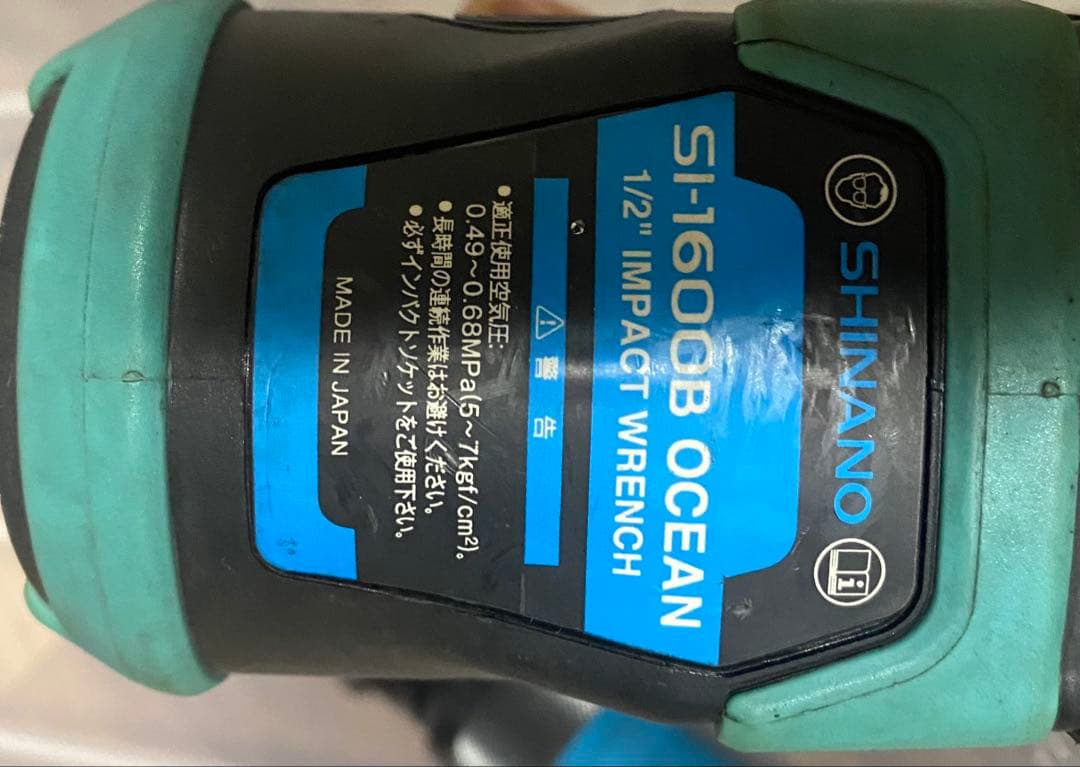 SHINANO
SI-1600B OCEAN
1/2" IMPACT WRENCH
⚠警告
●適正使用空気圧:
0.49～0.68MPa(5～7kgf/cm²)。
●長時間の連続作業はお避けください。
●必ずインパクトソケットをご使用下さい。
MADE IN JAPAN